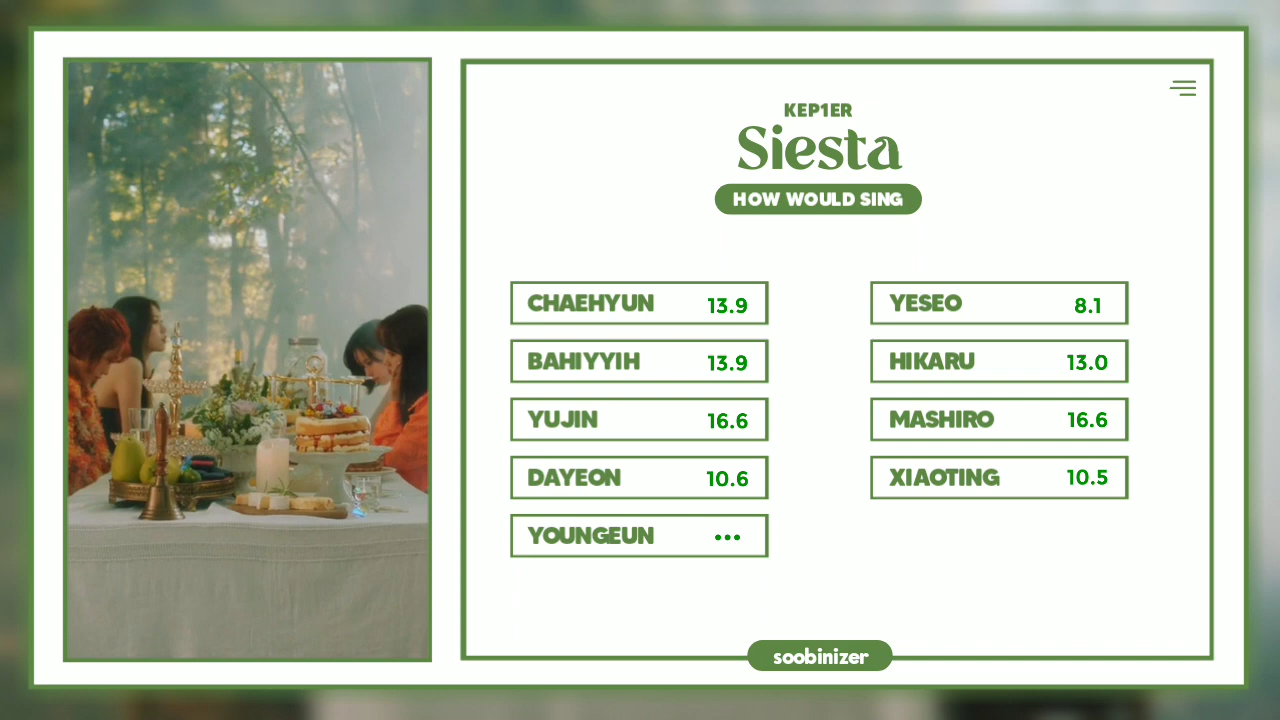 KEP1ER
Siesta
HOW WOULD SING
CHAEHYUN 13.9
BAHIYYIH 13.9
YUJIN 16.6
DAYEON 10.6
YOUNGEUN •••
YESEO 8.1
HIKARU 13.0
MASHIRO 16.6
XIAOTING 10.5
soobinizer